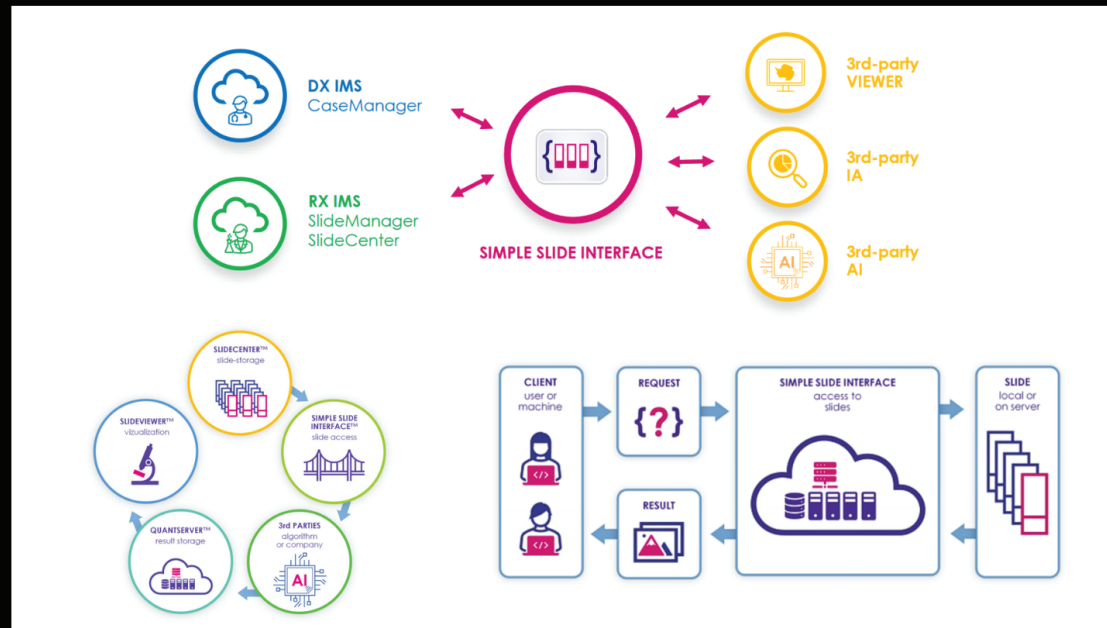 DX IMS
CaseManager
RX IMS
SlideManager
SlideCenter
{ }
SIMPLE SLIDE INTERFACE
3rd-party
VIEWER
3rd-party
IA
3rd-party
AI
AI
SLIDECENTER™
slide-storage
SIMPLE SLIDE
INTERFACE™
slide access
3rd PARTIES
algorithm
or company
AI
QUANTSERVER™
result storage
SLIDEVIEWER™
vizualization
CLIENT
user or
machine
</>
</>
REQUEST
{?}
RESULT
SIMPLE SLIDE INTERFACE
access to
slides
SLIDE
local or
on server